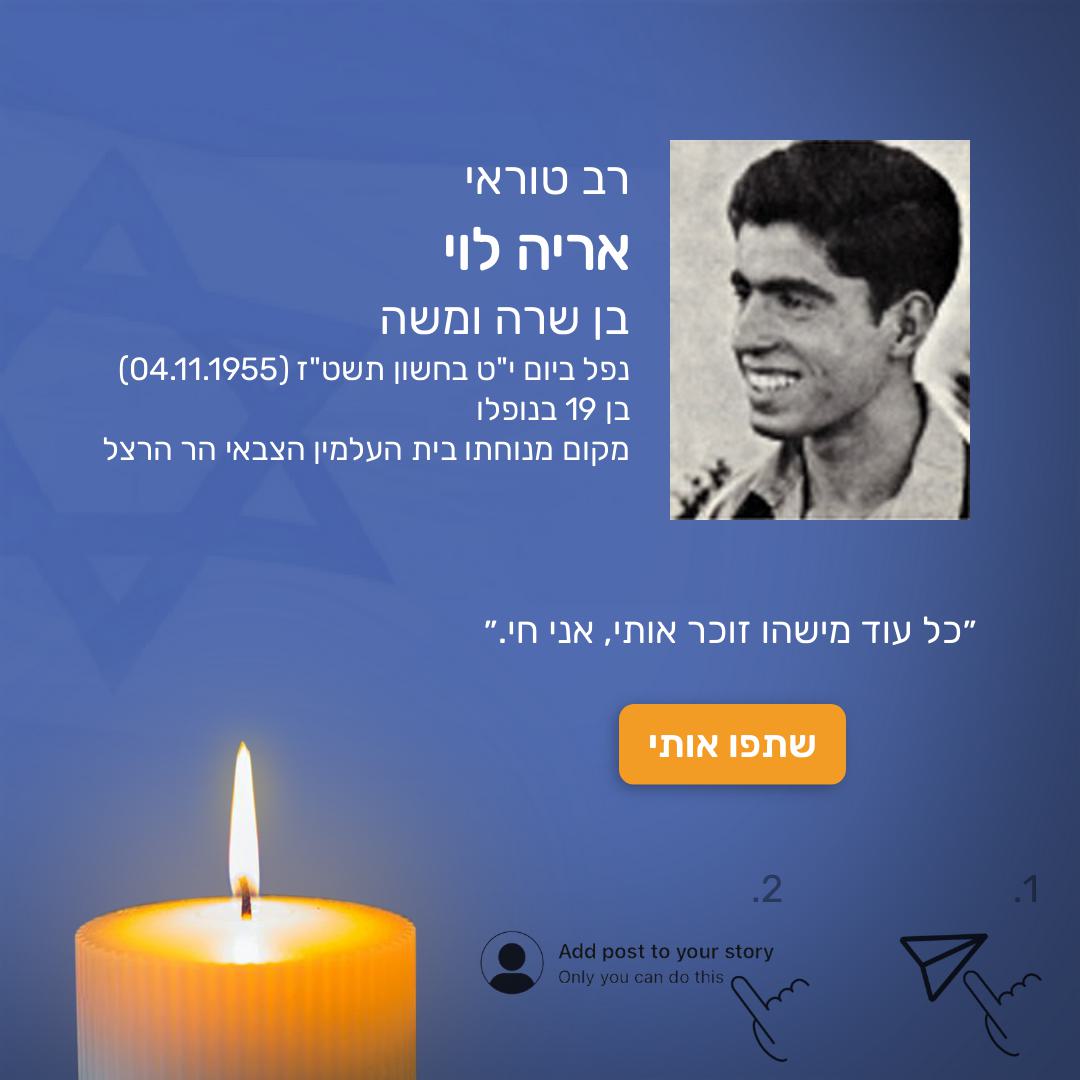 רב טוראי
אריה לוי
בן שרה ומשה
נפל ביום י"ט בחשון תשט"ז (04.11.1955)
בן 19 בנופלו
מקום מנוחתו בית העלמין הצבאי הר הרצל
״כל עוד מישהו זוכר אותי, אני חי.״
שתפו אותי
.1
.2
Add post to your story
Only you can do this